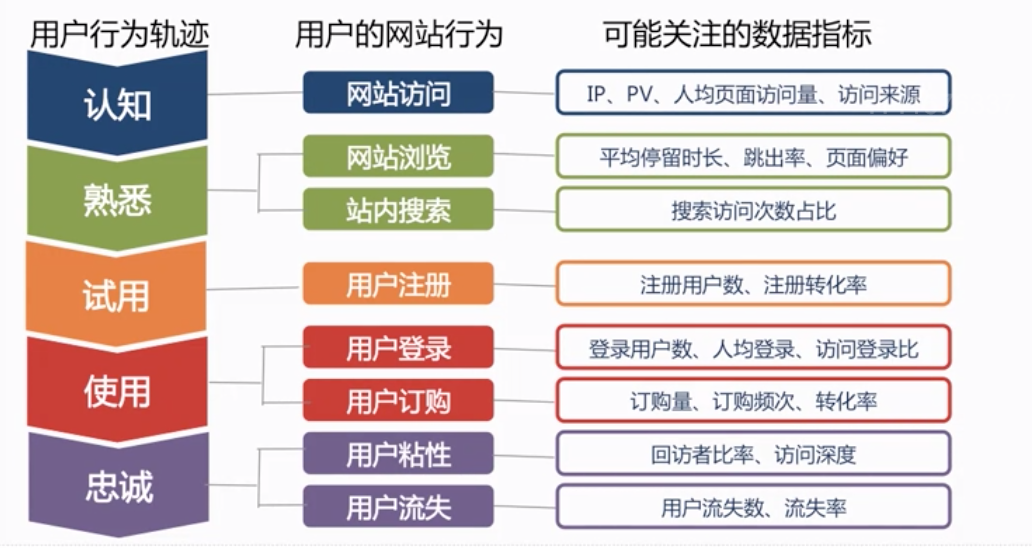 用户行为轨迹 用户的网站行为 可能关注的数据指标
认知 网站访问 IP、PV、人均页面访问量、访问来源
熟悉
网站浏览 平均停留时长、跳出率、页面偏好
站内搜索 搜索访问次数占比
试用 用户注册 注册用户数、注册转化率
使用
用户登录 登录用户数、人均登录、访问登录比
用户订购 订购量、订购频次、转化率
忠诚
用户粘性 回访者比率、访问深度
用户流失 用户流失数、流失率